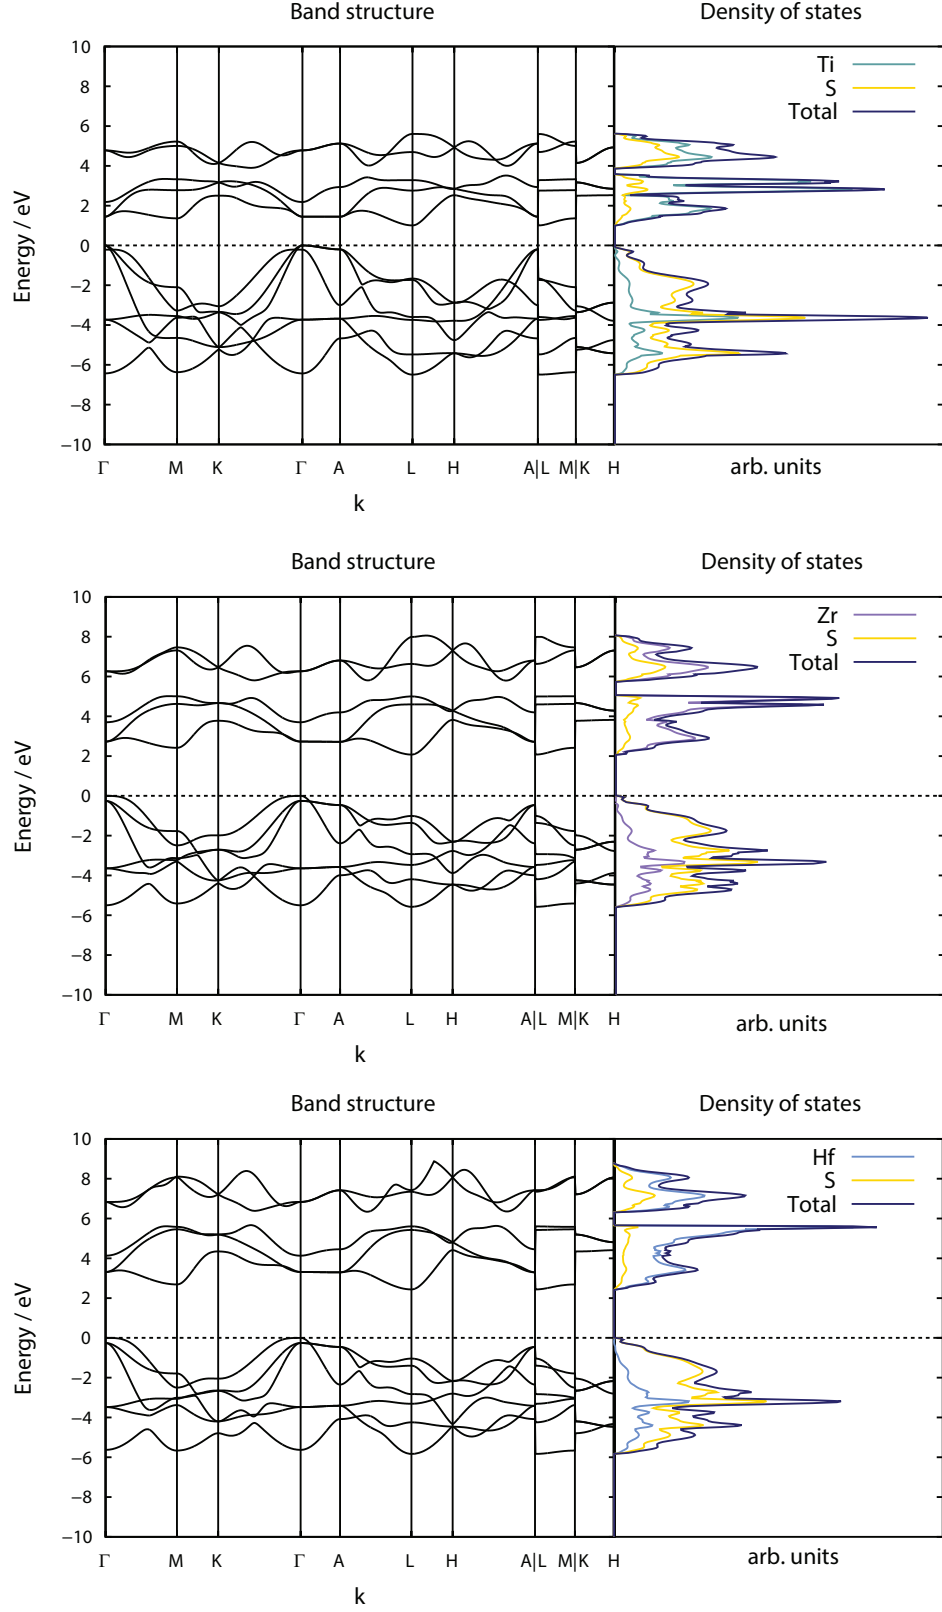 Band structure Density of states
10
8
6
4
2
0
−2
−4
−6
−8
−10
Energy / eV
Ti
S
Total
Γ M K Γ A L H A|L M|K H
arb. units
k
Band structure Density of states
10
8
6
4
2
0
−2
−4
−6
−8
−10
Energy / eV
Zr
S
Total
Γ M K Γ A L H A|L M|K H
arb. units
k
Band structure Density of states
10
8
6
4
2
0
−2
−4
−6
−8
−10
Energy / eV
Hf
S
Total
Γ M K Γ A L H A|L M|K H
arb. units
k